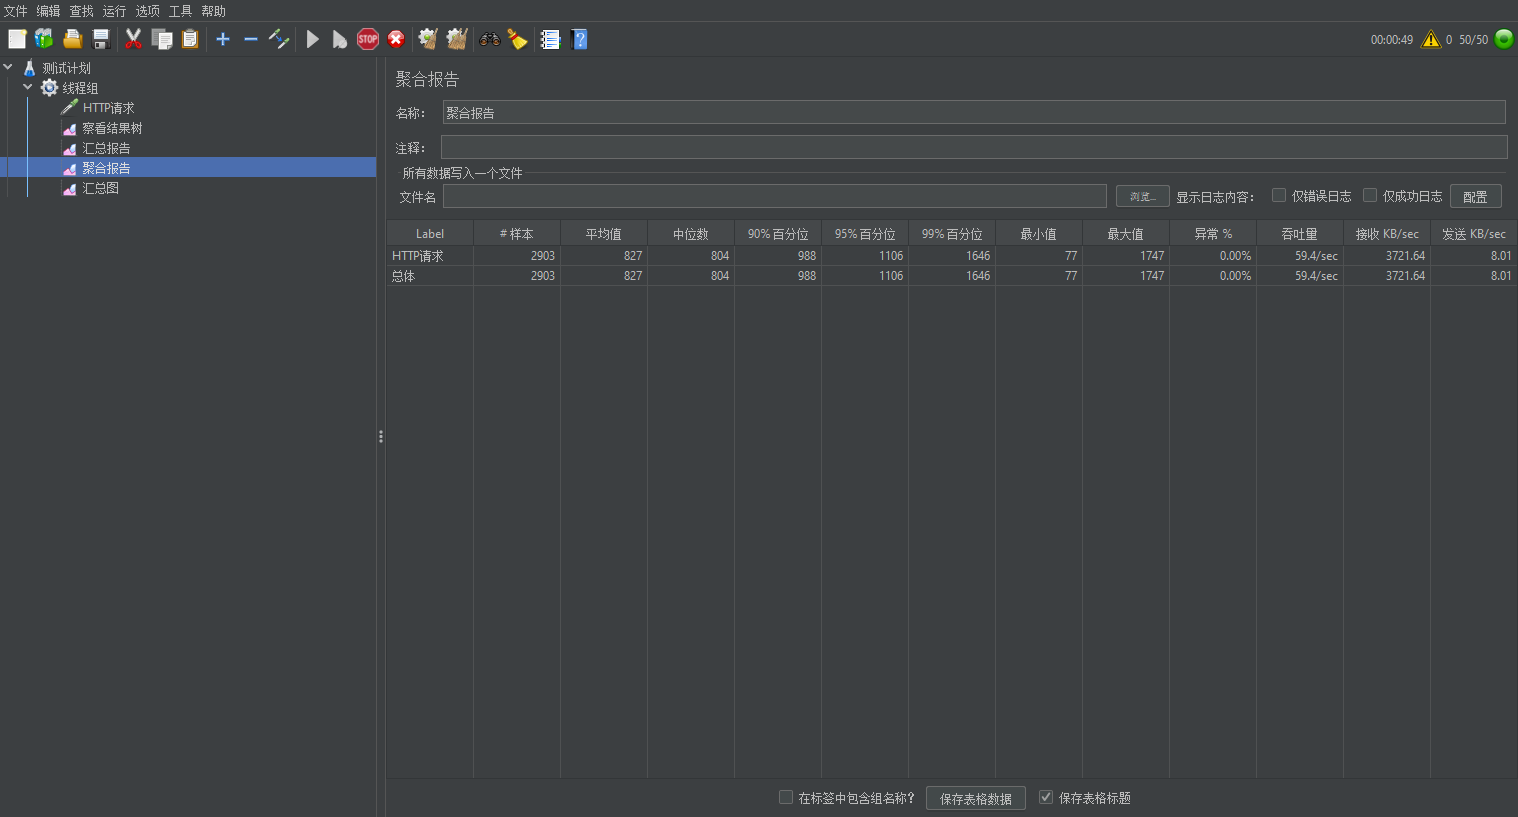 文件 编辑 查找 运行 选项 工具 帮助
STOP
00:00:49 0 50/50
测试计划
线程组
HTTP请求
察看结果树
汇总报告
聚合报告
汇总图
聚合报告
名称： 聚合报告
注释：
所有数据写入一个文件
文件名 浏览... 显示日志内容： 仅错误日志 仅成功日志 配置
Label # 样本 平均值 中位数 90% 百分位 95% 百分位 99% 百分位 最小值 最大值 异常 % 吞吐量 接收 KB/sec 发送 KB/sec
HTTP请求 2903 827 804 988 1106 1646 77 1747 0.00% 59.4/sec 3721.64 8.01
总体 2903 827 804 988 1106 1646 77 1747 0.00% 59.4/sec 3721.64 8.01
在标签中包含组名称？ 保存表格数据 保存表格标题